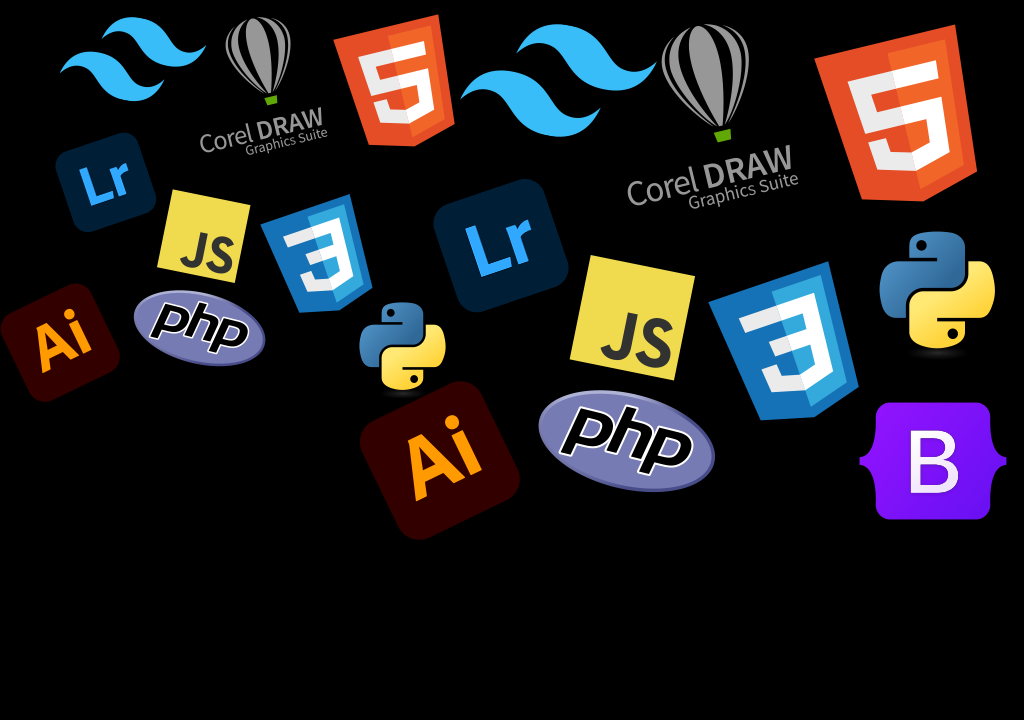 Corel DRAW
Graphics Suite
5
Corel DRAW
Graphics Suite
5
Lr
JS
3
Lr
JS
3
Ai
php
Ai
php
B